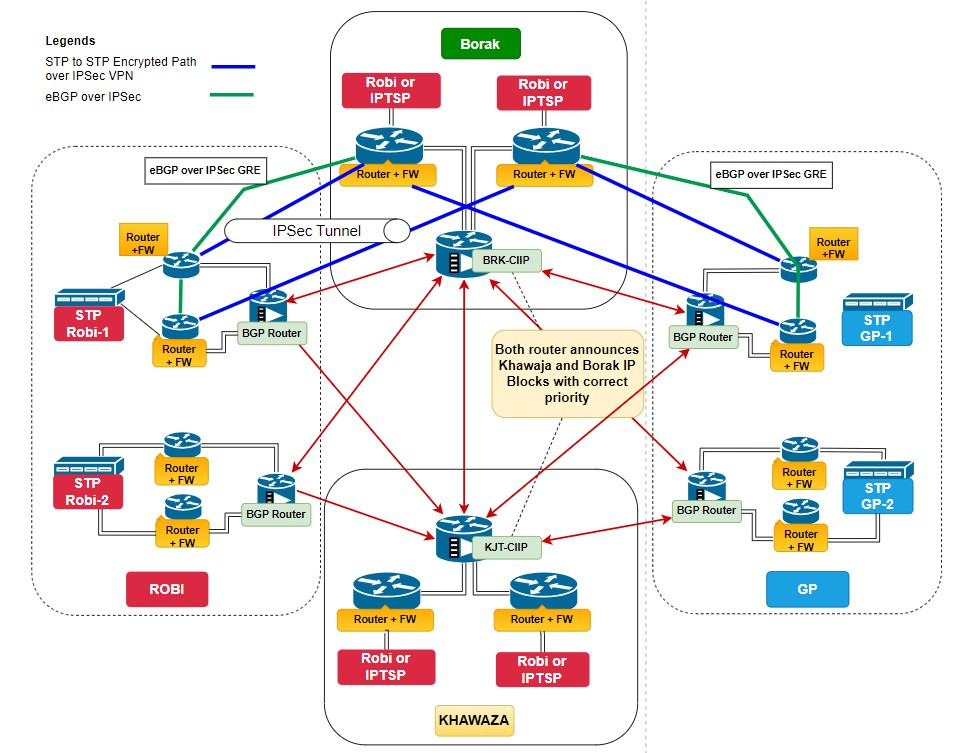 Legends
STP to STP Encrypted Path
over IPSec VPN
eBGP over IPSec
Borak
Robi or
IPTSP
Robi or
IPTSP
Router + FW
Router + FW
eBGP over IPSec GRE
eBGP over IPSec GRE
IPSec Tunnel
Router
+FW
Router
+FW
BRK-CIIP
STP
Robi-1
BGP Router
Router
+ FW
BGP Router
STP
GP-1
Router
+ FW
Both router announces
Khawaja and Borak IP
Blocks with correct
priority
Router
+ FW
STP
Robi-2
BGP Router
Router
+ FW
Router
+ FW
STP
GP-2
BGP Router
Router
+ FW
KJT-CIIP
ROBI
GP
Router + FW
Router + FW
Robi or
IPTSP
Robi or
IPTSP
KHAWAZA